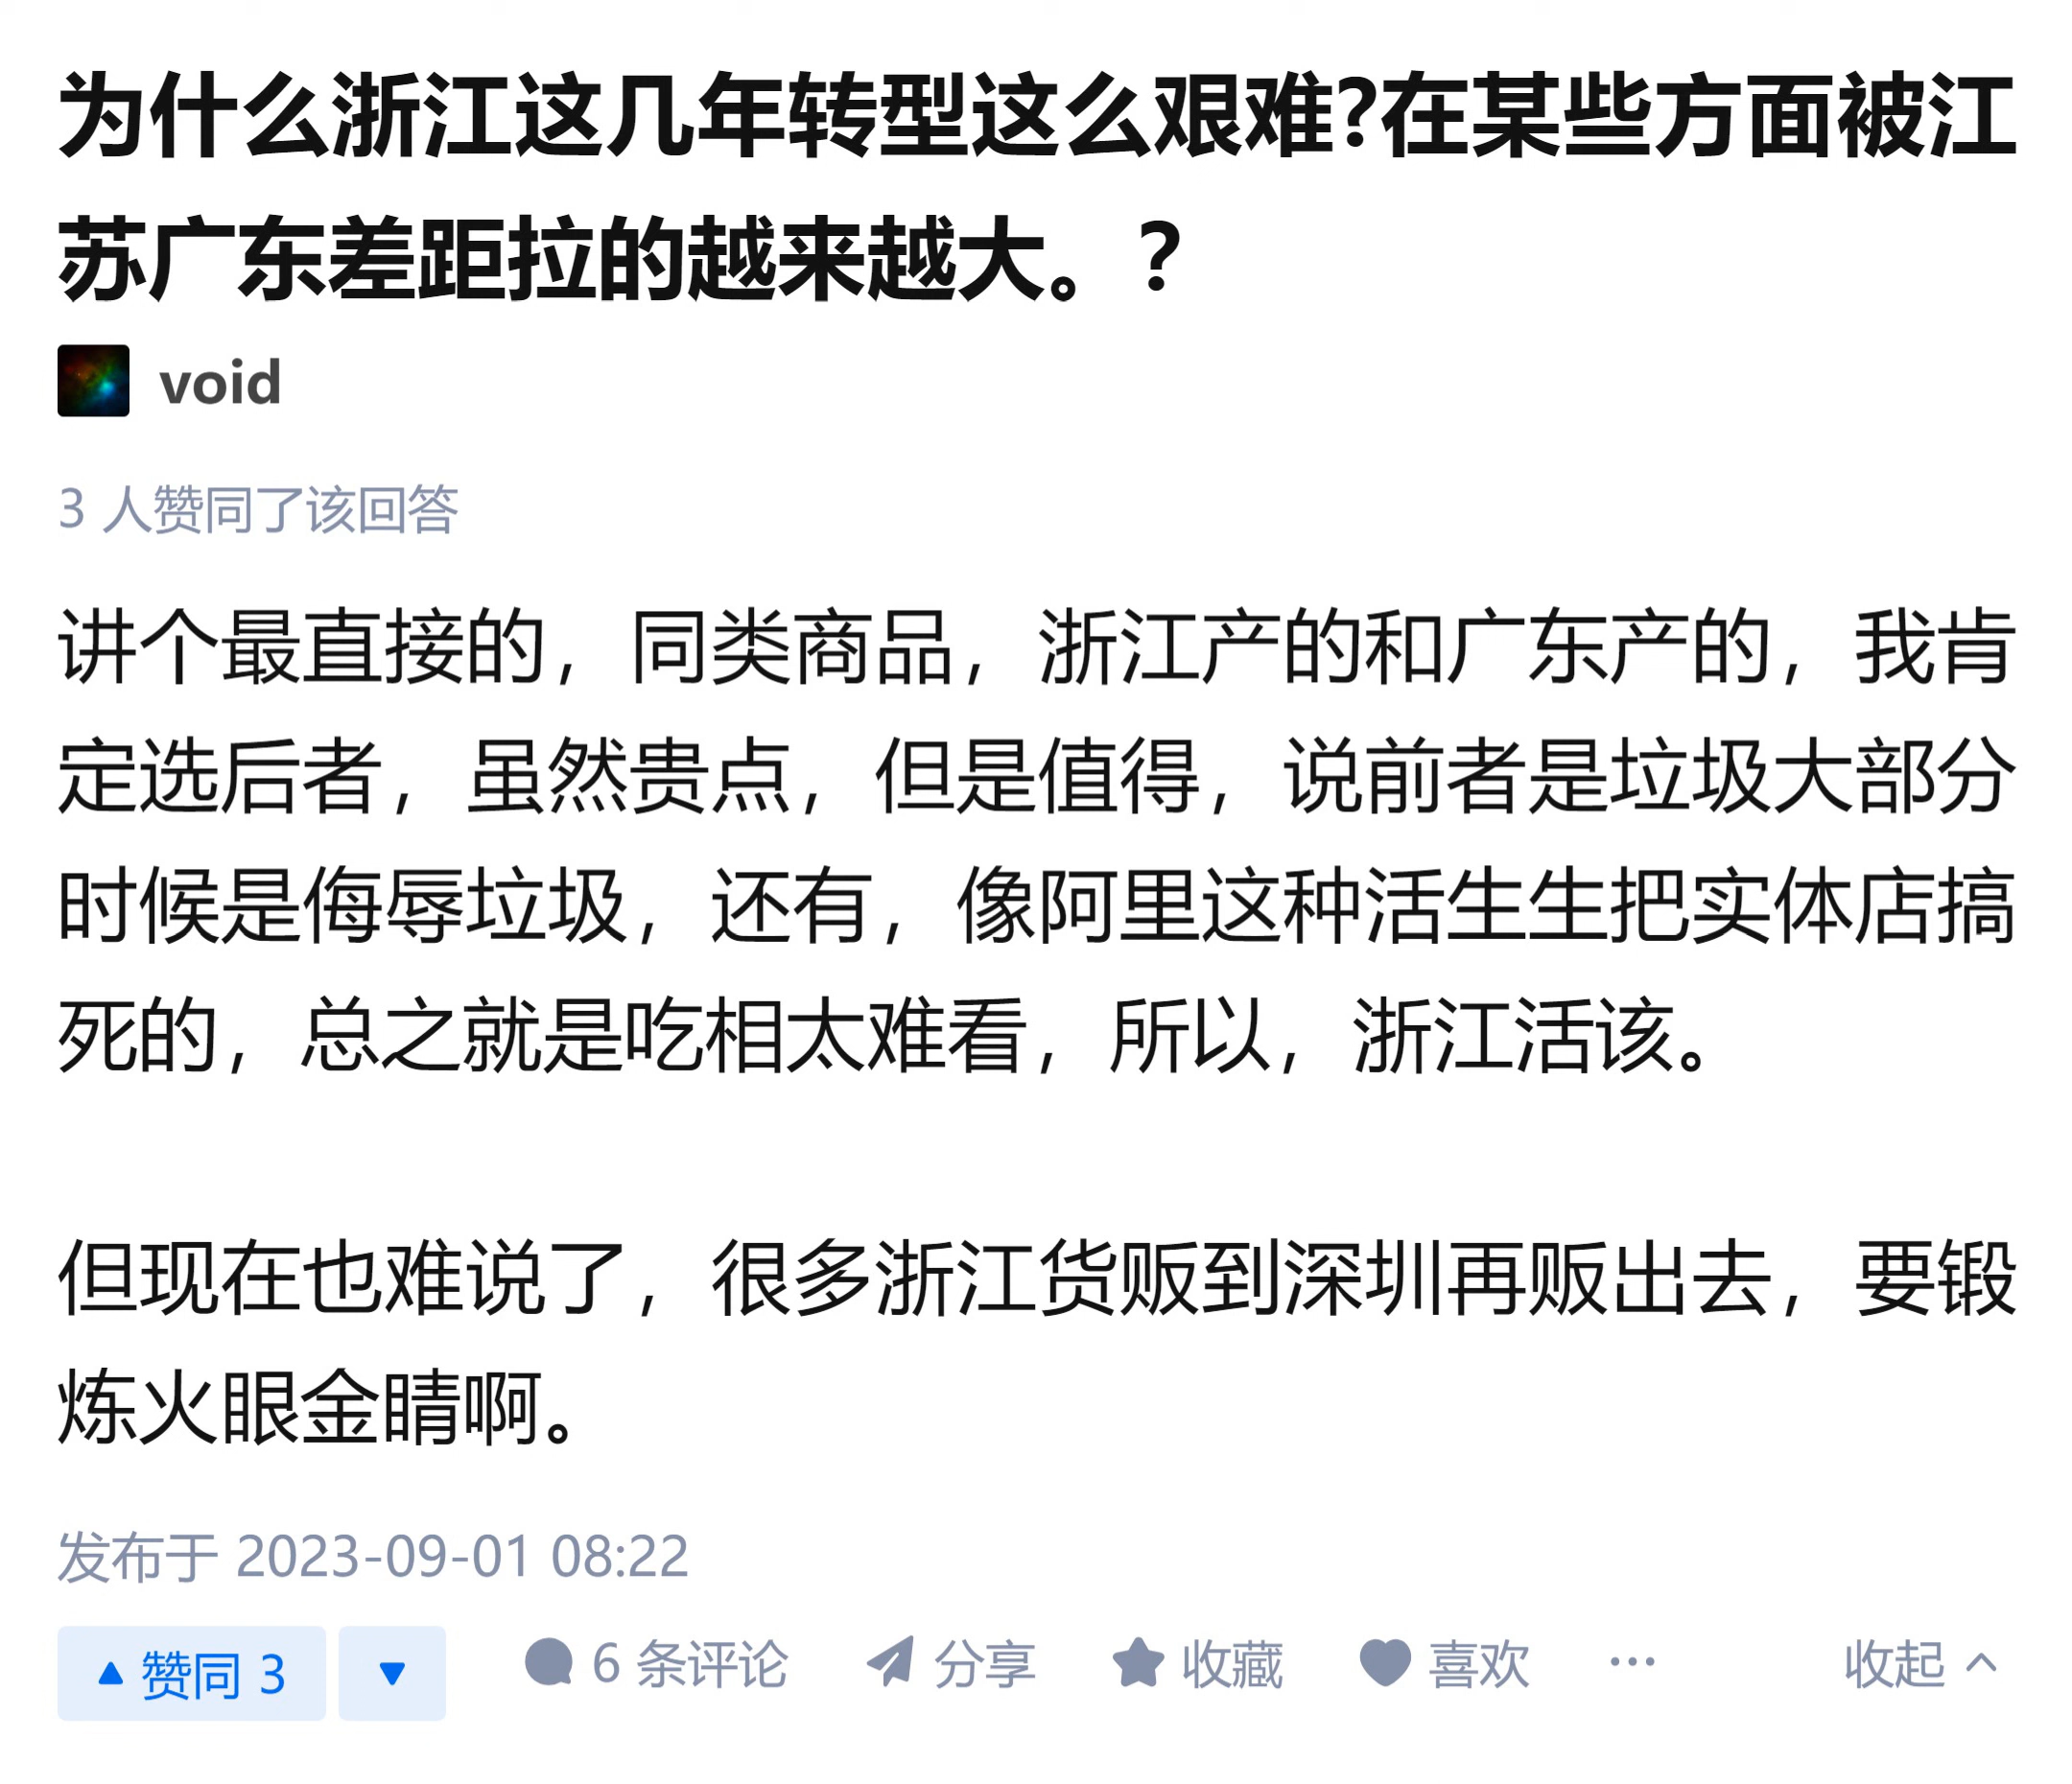 为什么浙江这几年转型这么艰难?在某些方面被江
苏广东差距拉的越来越大。?
void
3 人赞同了该回答
讲个最直接的，同类商品，浙江产的和广东产的，我肯
定选后者，虽然贵点，但是值得，说前者是垃圾大部分
时候是侮辱垃圾，还有，像阿里这种活生生把实体店搞
死的，总之就是吃相太难看，所以，浙江活该。
但现在也难说了，很多浙江货贩到深圳再贩出去，要锻
炼火眼金睛啊。
发布于 2023-09-01 08:22
赞同 3 6 条评论 分享 收藏 喜欢 ··· 收起